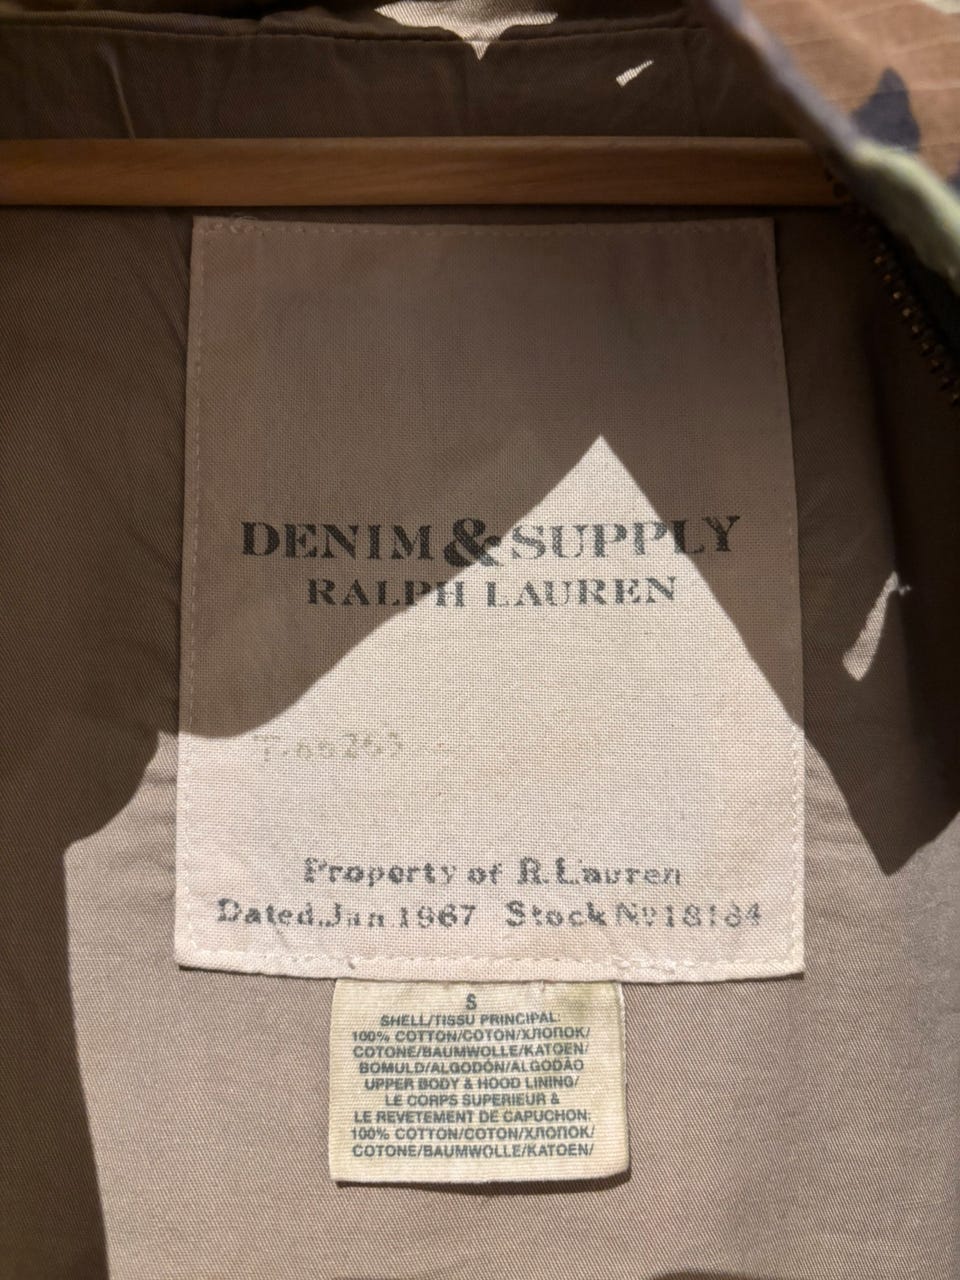 DENIM & SUPPLY
RALPH LAUREN
Property of R. Lauren
Dated Jan 1967 Stock № 18184
S
SHELL/TISSU PRINCIPAL:
100% COTTON/COTON/ХЛОПОК/
COTONE/BAUMWOLLE/KATOEN/
BOMULD/ALGODÓN/ALGODÃO
UPPER BODY & HOOD LINING/
LE CORPS SUPERIEUR &
LE REVETEMENT DE CAPUCHON:
100% COTTON/COTON/ХЛОПОК/
COTONE/BAUMWOLLE/KATOEN/